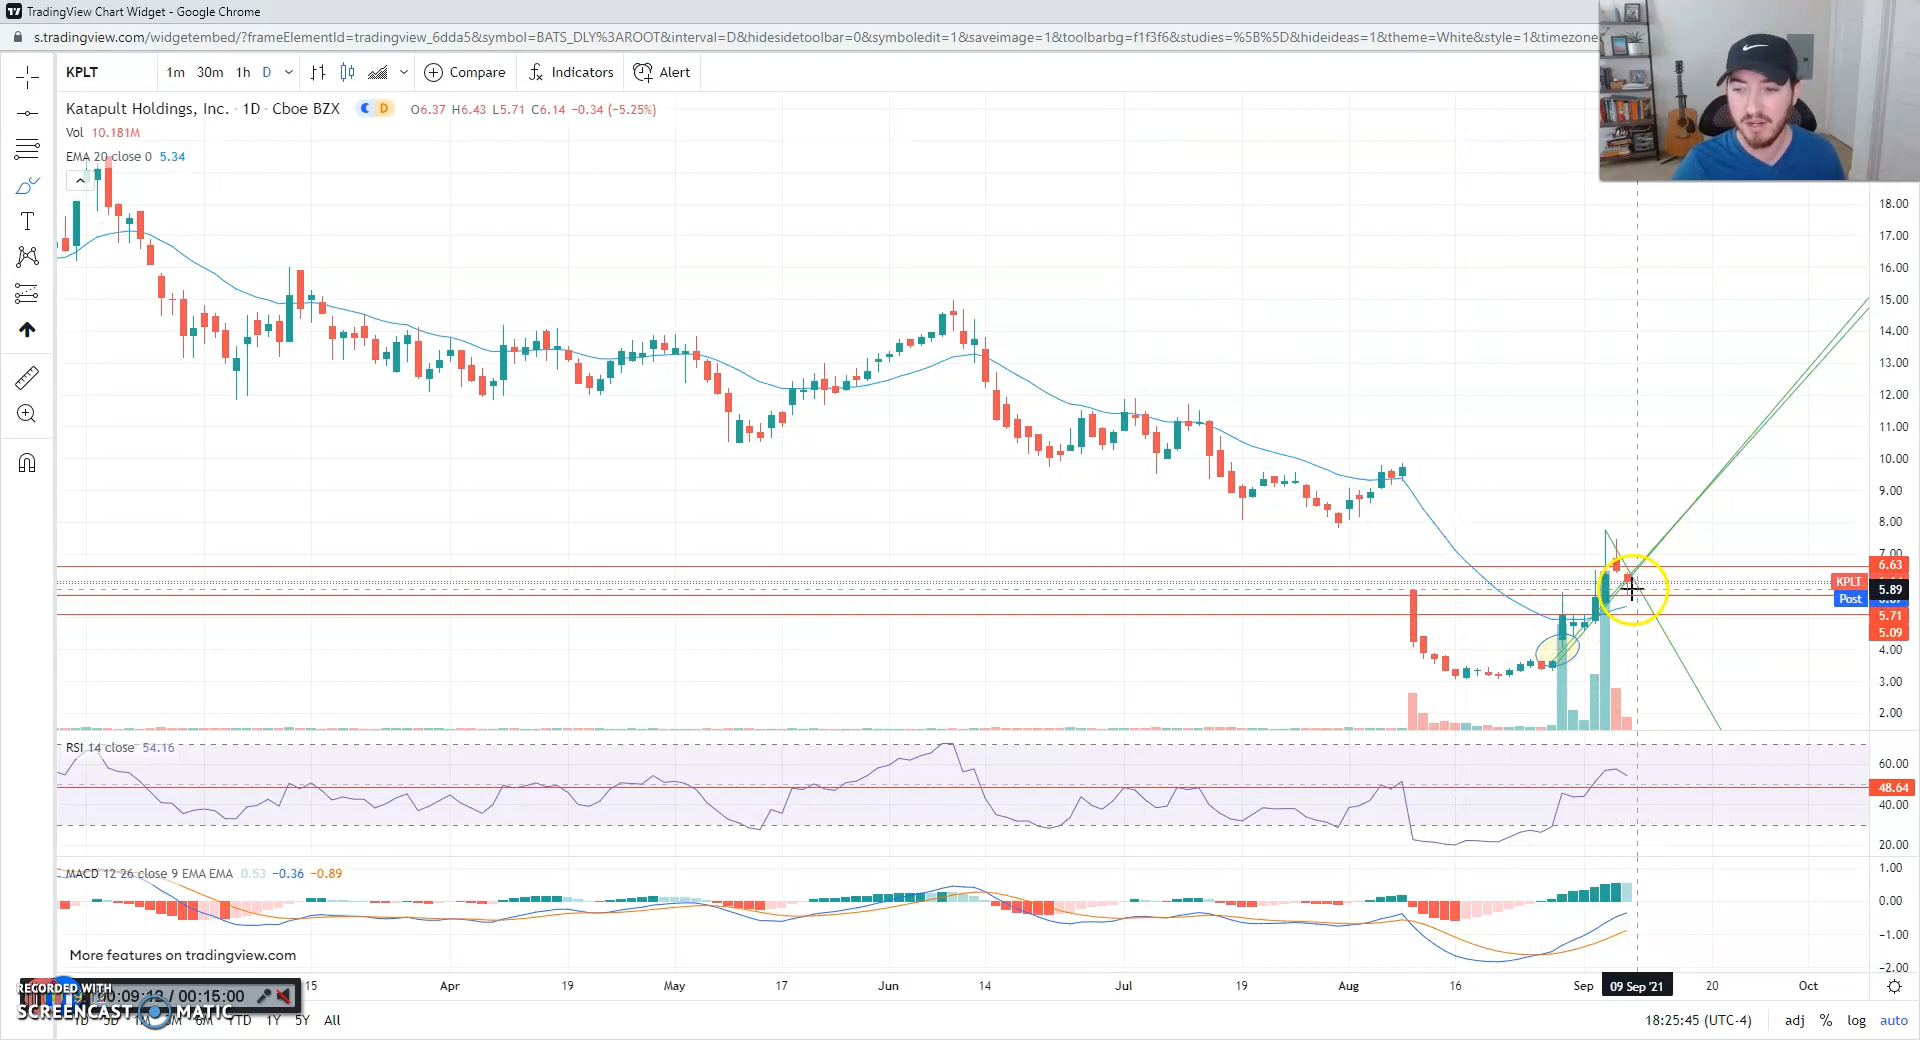 TradingView Chart Widget - Google Chrome
s.tradingview.com/widgetembed/?frameElementId=tradingview_6dda5&symbol=BATS_DLY%3AROOT&interval=D&hidesidetoolbar=0&symboledit=1&saveimage=1&toolbarbg=f1f3f6&studies=%5B%5D&hideideas=1&theme=White&style=1&timezone
KPLT 1m 30m 1h D Compare Indicators Alert
Katapult Holdings, Inc. · 1D · Cboe BZX D O6.37 H6.43 L5.71 C6.14 −0.34 (−5.25%)
Vol 10.181M
EMA 20 close 0 5.34
18.00
17.00
16.00
15.00
14.00
13.00
12.00
11.00
10.00
9.00
8.00
7.00
6.63
KPLT
5.89
Post
5.71
5.09
4.00
3.00
2.00
RSI 14 close 54.16
60.00
48.64
40.00
20.00
MACD 12 26 close 9 EMA EMA 0.53 −0.36 −0.89
1.00
0.00
−1.00
−2.00
More features on tradingview.com
15 Apr 19 May 17 Jun 14 Jul 19 Aug 16 Sep 09 Sep '21 20 Oct
RECORDED WITH
SCREENCAST MATIC
/ 00:15:00
1D 5D 1M 3M 6M YTD 1Y 5Y All
18:25:45 (UTC-4) adj % log auto